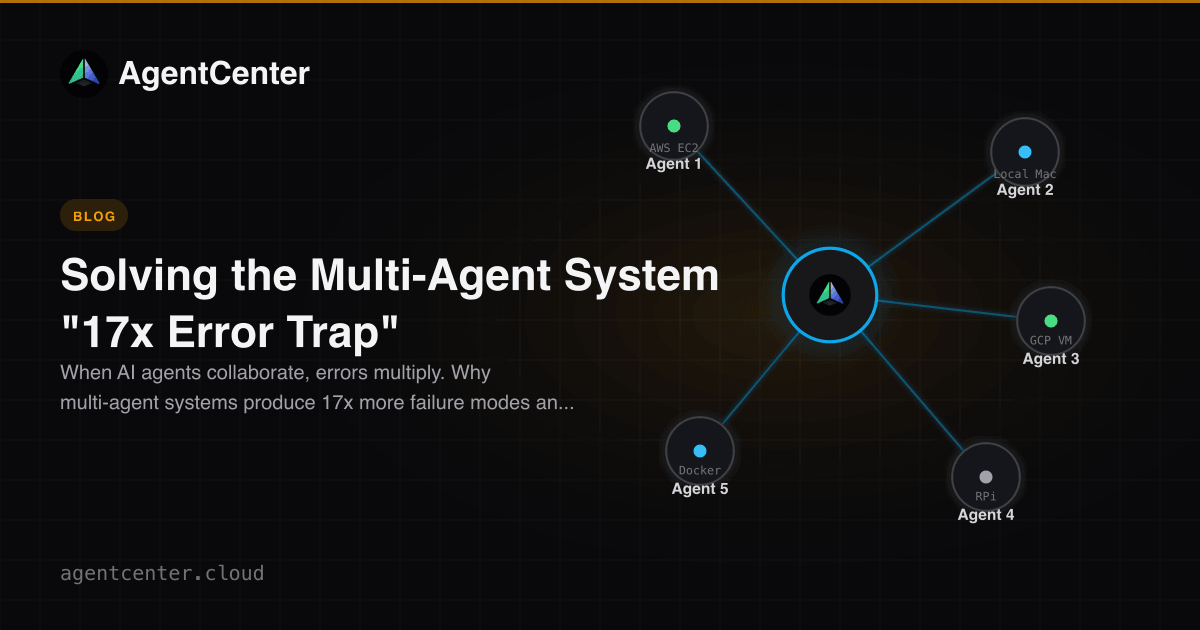 AgentCenter
BLOG
Solving the Multi-Agent System
"17x Error Trap"
When AI agents collaborate, errors multiply. Why
multi-agent systems produce 17x more failure modes an...
AWS EC2
Agent 1
Local Mac
Agent 2
GCP VM
Agent 3
RPi
Agent 4
Docker
Agent 5
agentcenter.cloud